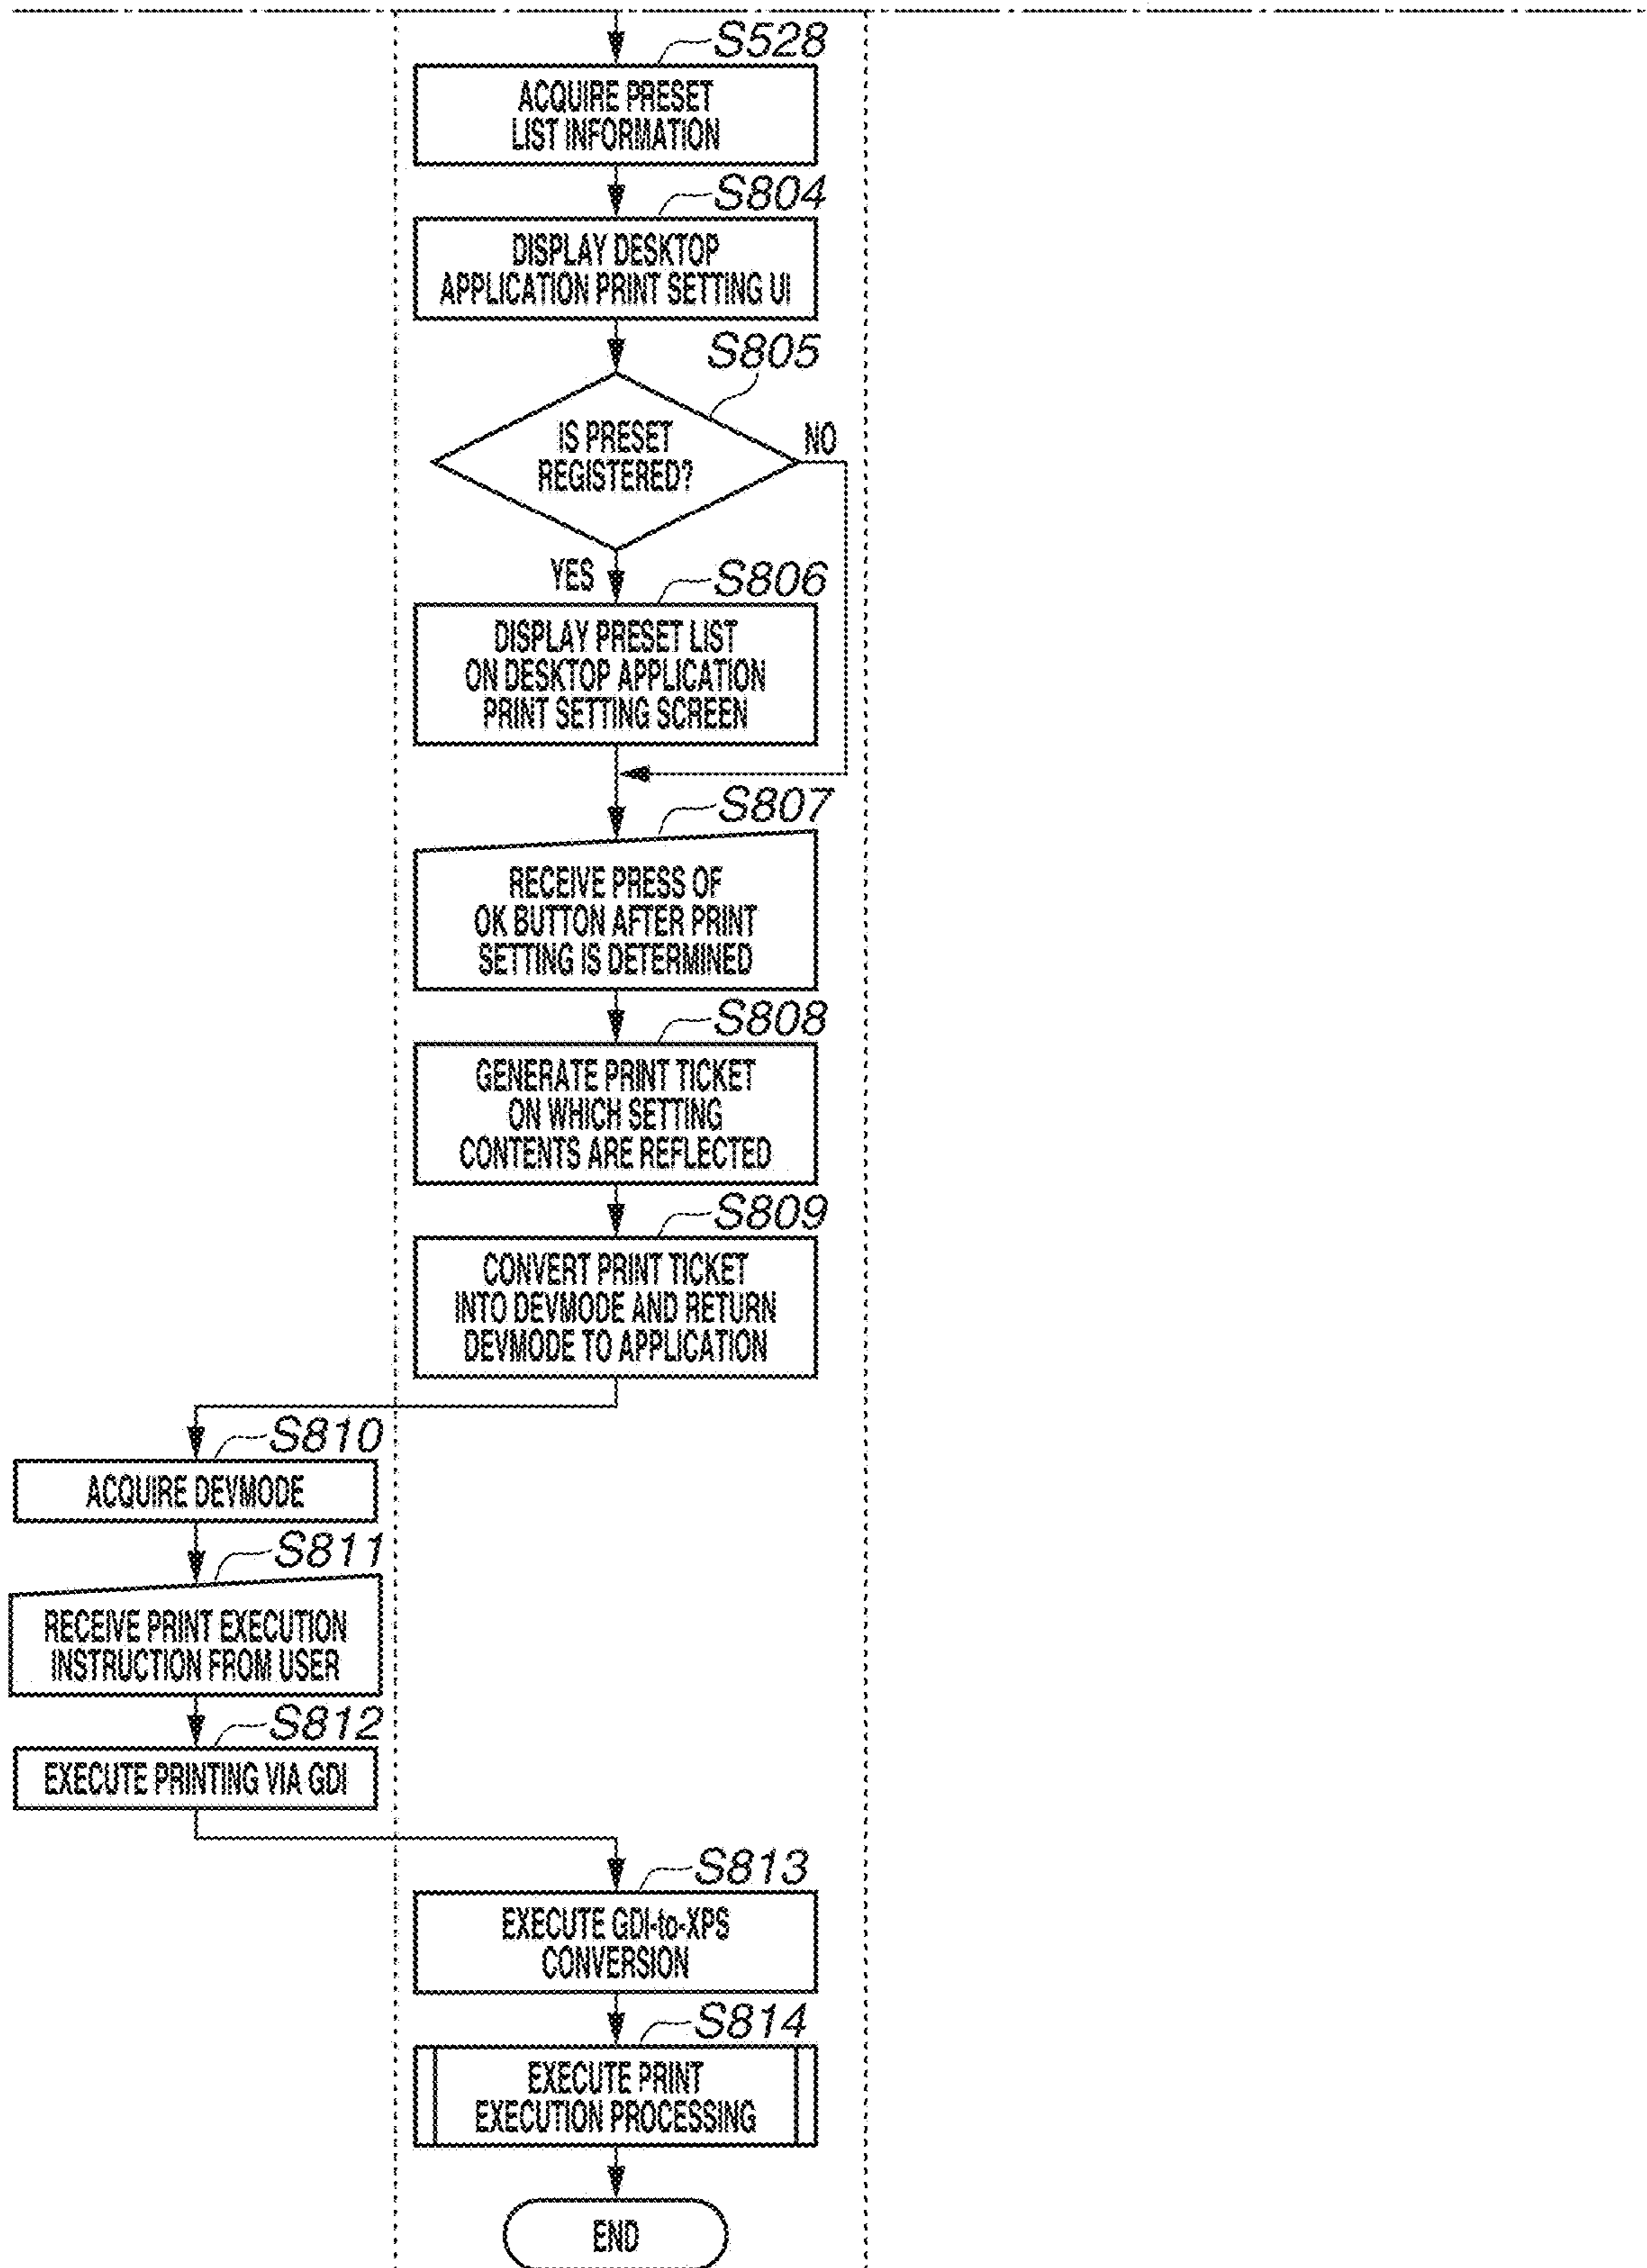 S528
ACQUIRE PRESET
LIST INFORMATION
S804
DISPLAY DESKTOP
APPLICATION PRINT SETTING UI
S805
IS PRESET
REGISTERED?
NO
YES
S806
DISPLAY PRESET LIST
ON DESKTOP APPLICATION
PRINT SETTING SCREEN
S807
RECEIVE PRESS OF
OK BUTTON AFTER PRINT
SETTING IS DETERMINED
S808
GENERATE PRINT TICKET
ON WHICH SETTING
CONTENTS ARE REFLECTED
S809
CONVERT PRINT TICKET
INTO DEVMODE AND RETURN
DEVMODE TO APPLICATION
S810
ACQUIRE DEVMODE
S811
RECEIVE PRINT EXECUTION
INSTRUCTION FROM USER
S812
EXECUTE PRINTING VIA GDI
S813
EXECUTE GDI-to-XPS
CONVERSION
S814
EXECUTE PRINT
EXECUTION PROCESSING
END